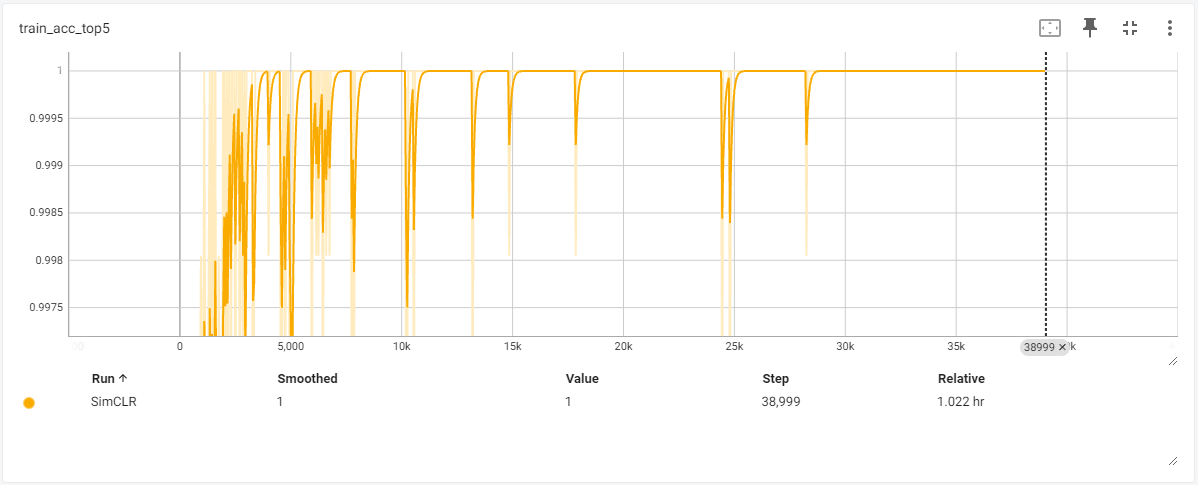 train_acc_top5
1
0.9995
0.999
0.9985
0.998
0.9975
0 5,000 10k 15k 20k 25k 30k 35k 38999 ✕
Run ↑ Smoothed Value Step Relative
SimCLR 1 1 38,999 1.022 hr